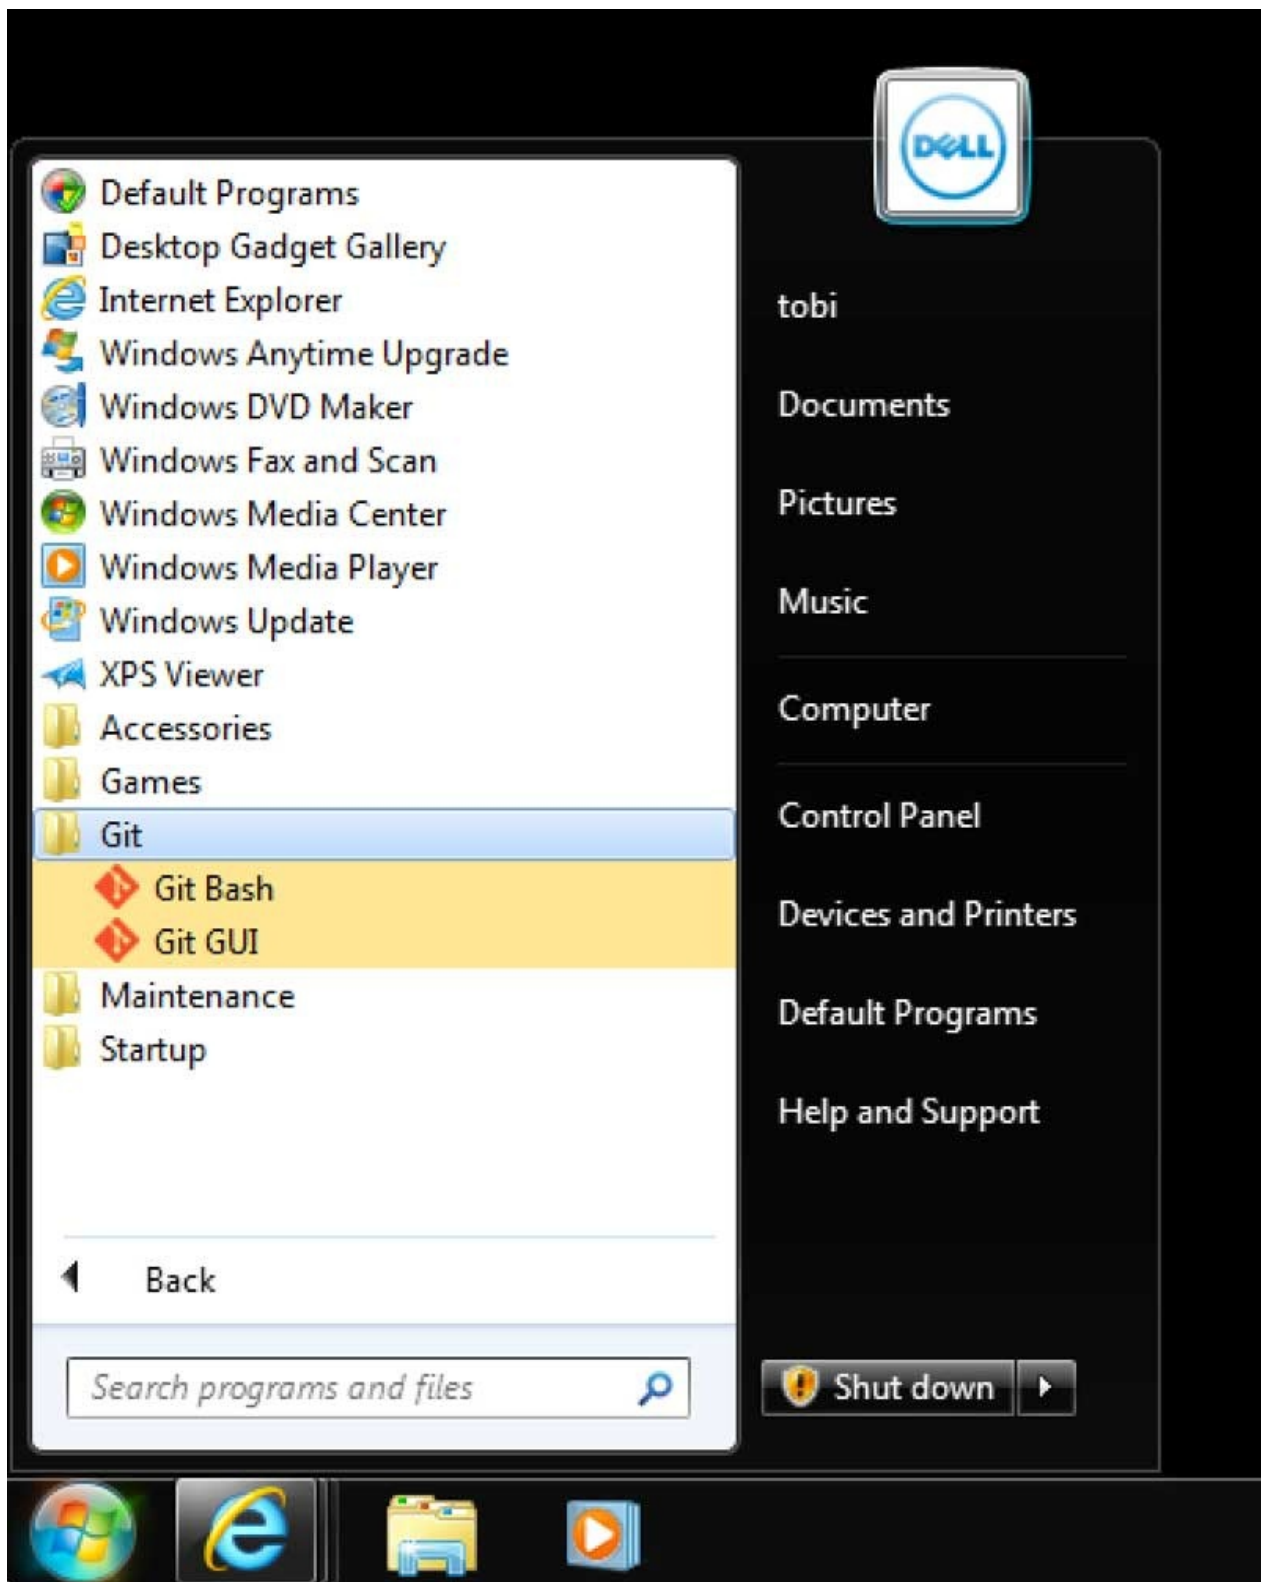 DELL
Default Programs
Desktop Gadget Gallery
Internet Explorer
Windows Anytime Upgrade
Windows DVD Maker
Windows Fax and Scan
Windows Media Center
Windows Media Player
Windows Update
XPS Viewer
Accessories
Games
Git
Git Bash
Git GUI
Maintenance
Startup
Back
Search programs and files
tobi
Documents
Pictures
Music
Computer
Control Panel
Devices and Printers
Default Programs
Help and Support
Shut down